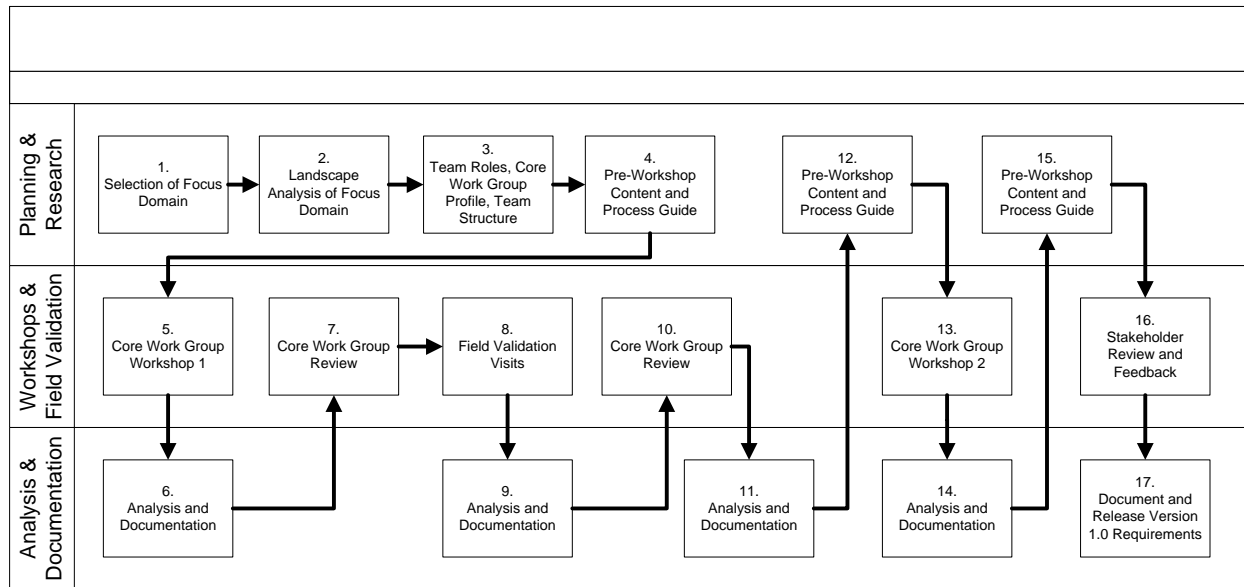 Planning &
Research
1.
Selection of Focus
Domain
2.
Landscape
Analysis of Focus
Domain
3.
Team Roles, Core
Work Group
Profile, Team
Structure
4.
Pre-Workshop
Content and
Process Guide
12.
Pre-Workshop
Content and
Process Guide
15.
Pre-Workshop
Content and
Process Guide
Workshops &
Field Validation
5.
Core Work Group
Workshop 1
7.
Core Work Group
Review
8.
Field Validation
Visits
10.
Core Work Group
Review
13.
Core Work Group
Workshop 2
16.
Stakeholder
Review and
Feedback
Analysis &
Documentation
6.
Analysis and
Documentation
9.
Analysis and
Documentation
11.
Analysis and
Documentation
14.
Analysis and
Documentation
17.
Document and
Release Version
1.0 Requirements